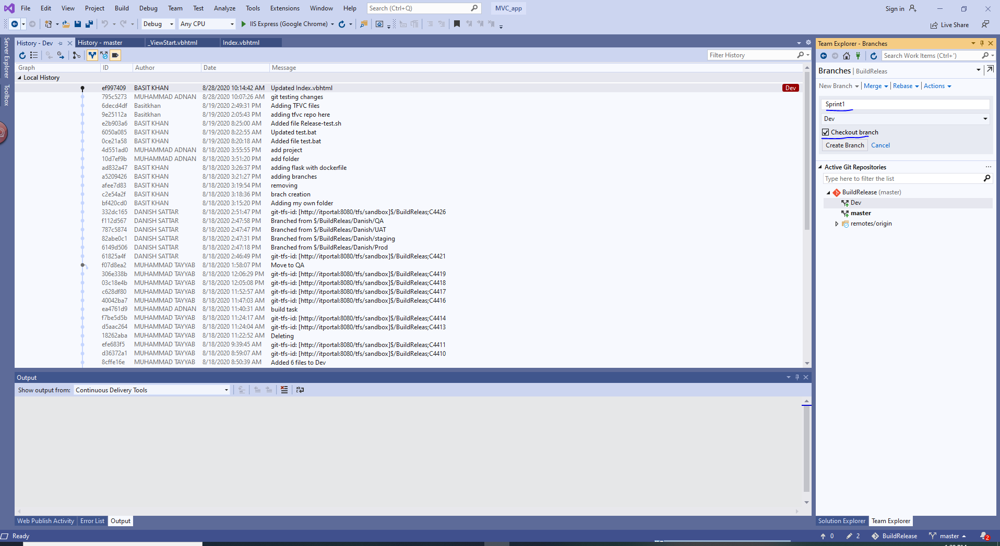 File Edit View Project Build Debug Team Test Analyze Tools Extensions Window Help Search (Ctrl+Q) MVC_app Sign in
Debug Any CPU IIS Express (Google Chrome) Live Share
Server Explorer
Toolbox
History - Dev History - master _ViewStart.vbhtml Index.vbhtml
Filter History
Graph ID Author Date Message
Local History
ef997409 BASIT KHAN 8/28/2020 10:14:42 AM Updated Index.vbhtml Dev
795c5273 MUHAMMAD ADNAN 8/28/2020 10:07:26 AM git testing changes
6decd4df Basitkhan 8/19/2020 2:49:31 PM Adding TFVC files
9e25112a Basitkhan 8/19/2020 2:05:43 PM adding tfvc repo here
e2b903a6 BASIT KHAN 8/19/2020 8:25:00 AM Added file Release-test.sh
6050a085 BASIT KHAN 8/19/2020 8:22:55 AM Updated test.bat
0ce21a58 BASIT KHAN 8/19/2020 8:20:18 AM Added file test.bat
4d551ad0 MUHAMMAD ADNAN 8/18/2020 3:55:55 PM add project
10d7ef9b MUHAMMAD ADNAN 8/18/2020 3:51:20 PM add folder
ad832a47 BASIT KHAN 8/18/2020 3:26:37 PM adding flask with dockerfile
a5209426 BASIT KHAN 8/18/2020 3:21:27 PM adding branches
afee7d83 BASIT KHAN 8/18/2020 3:19:54 PM removing
c2e54a2f BASIT KHAN 8/18/2020 3:18:36 PM brach creation
bf420cd0 BASIT KHAN 8/18/2020 3:15:20 PM Adding my own folder
332dc165 DANISH SATTAR 8/18/2020 2:51:47 PM git-tfs-id: [http://itportal:8080/tfs/sandbox]$/BuildReleas;C4426
f112d567 DANISH SATTAR 8/18/2020 2:47:58 PM Branched from $/BuildReleas/Danish/QA
787c5874 DANISH SATTAR 8/18/2020 2:47:47 PM Branched from $/BuildReleas/Danish/UAT
82abe0c1 DANISH SATTAR 8/18/2020 2:47:31 PM Branched from $/BuildReleas/Danish/staging
6149d506 DANISH SATTAR 8/18/2020 2:47:18 PM Branched from $/BuildReleas/Danish/Prod
61825a4f DANISH SATTAR 8/18/2020 2:46:49 PM git-tfs-id: [http://itportal:8080/tfs/sandbox]$/BuildReleas;C4421
f07d8ea2 MUHAMMAD TAYYAB 8/18/2020 1:58:07 PM Move to QA
306e338b MUHAMMAD TAYYAB 8/18/2020 12:06:29 PM git-tfs-id: [http://itportal:8080/tfs/sandbox]$/BuildReleas;C4419
03c18e4b MUHAMMAD TAYYAB 8/18/2020 12:05:08 PM git-tfs-id: [http://itportal:8080/tfs/sandbox]$/BuildReleas;C4418
c628df80 MUHAMMAD TAYYAB 8/18/2020 11:52:57 AM git-tfs-id: [http://itportal:8080/tfs/sandbox]$/BuildReleas;C4417
40042ba7 MUHAMMAD TAYYAB 8/18/2020 11:47:03 AM git-tfs-id: [http://itportal:8080/tfs/sandbox]$/BuildReleas;C4416
ea4761d9 MUHAMMAD ADNAN 8/18/2020 11:40:31 AM build task
f7be5d5b MUHAMMAD TAYYAB 8/18/2020 11:24:17 AM git-tfs-id: [http://itportal:8080/tfs/sandbox]$/BuildReleas;C4414
d5aac264 MUHAMMAD TAYYAB 8/18/2020 11:24:04 AM git-tfs-id: [http://itportal:8080/tfs/sandbox]$/BuildReleas;C4413
18262aba MUHAMMAD TAYYAB 8/18/2020 11:22:52 AM Deleting
efe683f5 MUHAMMAD TAYYAB 8/18/2020 9:39:45 AM git-tfs-id: [http://itportal:8080/tfs/sandbox]$/BuildReleas;C4411
d36372a1 MUHAMMAD TAYYAB 8/18/2020 8:59:07 AM git-tfs-id: [http://itportal:8080/tfs/sandbox]$/BuildReleas;C4410
8cffe16e MUHAMMAD TAYYAB 8/18/2020 8:50:39 AM Added 6 files to Dev
Output
Show output from: Continuous Delivery Tools
Web Publish Activity Error List Output
Team Explorer - Branches
Search Work Items (Ctrl+')
Branches | BuildReleas
New Branch Merge Rebase Actions
Sprint1
Dev
Checkout branch
Create Branch Cancel
Active Git Repositories
Type here to filter the list
BuildRelease (master)
Dev
master
remotes/origin
Solution Explorer Team Explorer
Ready 0 2 BuildRelease master 2